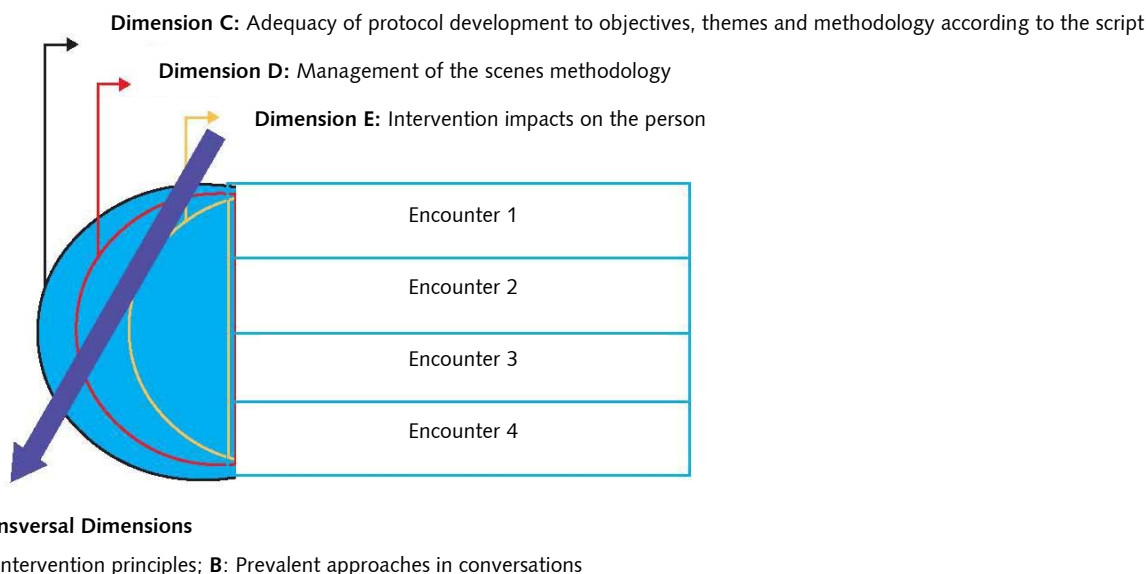 Dimension C: Adequacy of protocol development to objectives, themes and methodology according to the script
Dimension D: Management of the scenes methodology
Dimension E: Intervention impacts on the person
Encounter 1
Encounter 2
Encounter 3
Encounter 4
nsversal Dimensions
ntervention principles; B: Prevalent approaches in conversations